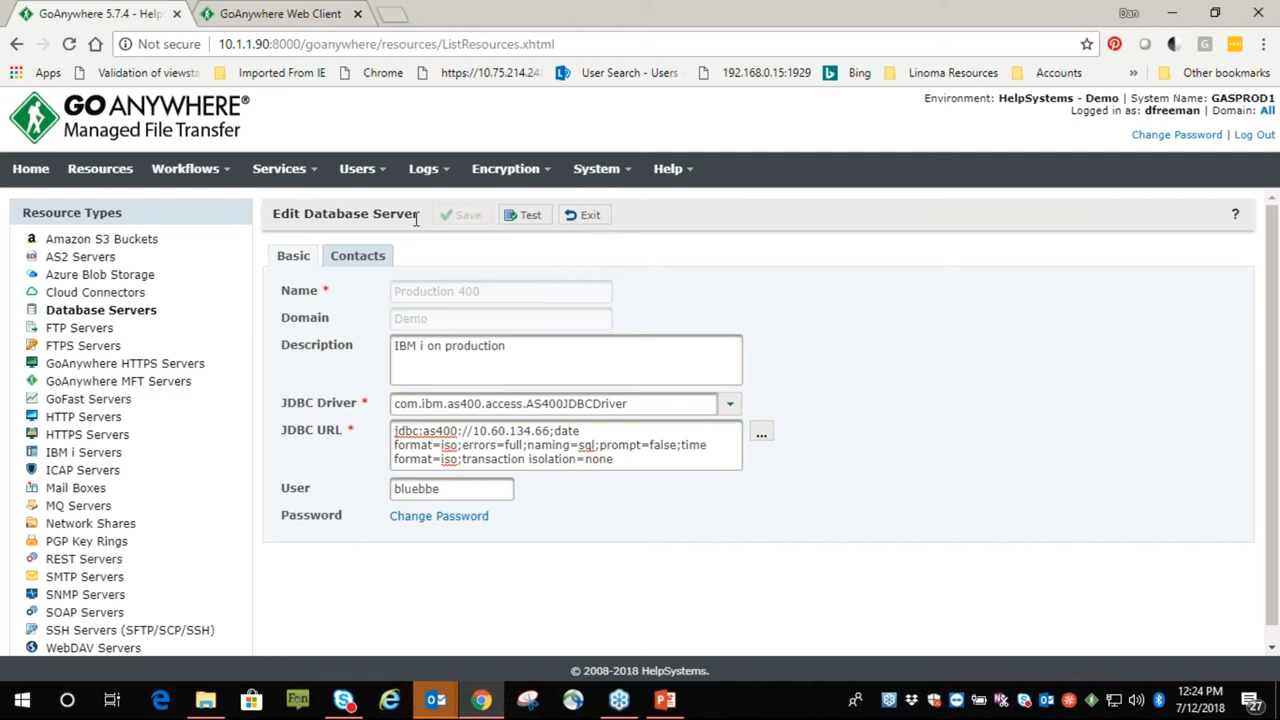 GoAnywhere 5.7.4 - Help
GoAnywhere Web Client
Dan
Not secure
10.1.1.90:8000/goanywhere/resources/ListResources.xhtml
Apps
Validation of viewsta
Imported From IE
Chrome
https://10.75.214.24
User Search - Users
192.168.0.15:1929
Bing
Linoma Resources
Accounts
»
Other bookmarks
GO ANYWHERE®
Managed File Transfer
Environment: HelpSystems - Demo | System Name: GASPROD1
Logged in as: dfreeman | Domain: All
Change Password | Log Out
Home
Resources
Workflows
Services
Users
Logs
Encryption
System
Help
Resource Types
Amazon S3 Buckets
AS2 Servers
Azure Blob Storage
Cloud Connectors
Database Servers
FTP Servers
FTPS Servers
GoAnywhere HTTPS Servers
GoAnywhere MFT Servers
GoFast Servers
HTTP Servers
HTTPS Servers
IBM i Servers
ICAP Servers
Mail Boxes
MQ Servers
Network Shares
PGP Key Rings
REST Servers
SMTP Servers
SNMP Servers
SOAP Servers
SSH Servers (SFTP/SCP/SSH)
WebDAV Servers
Edit Database Server
Save
Test
Exit
?
Basic
Contacts
Name *
Production 400
Domain
Demo
Description
IBM i on production
JDBC Driver *
com.ibm.as400.access.AS400JDBCDriver
JDBC URL *
jdbc:as400://10.60.134.66;date
format=iso;errors=full;naming=sql;prompt=false;time
format=iso;transaction isolation=none
...
User
bluebbe
Password
Change Password
© 2008-2018 HelpSystems.
12:24 PM
7/12/2018
27